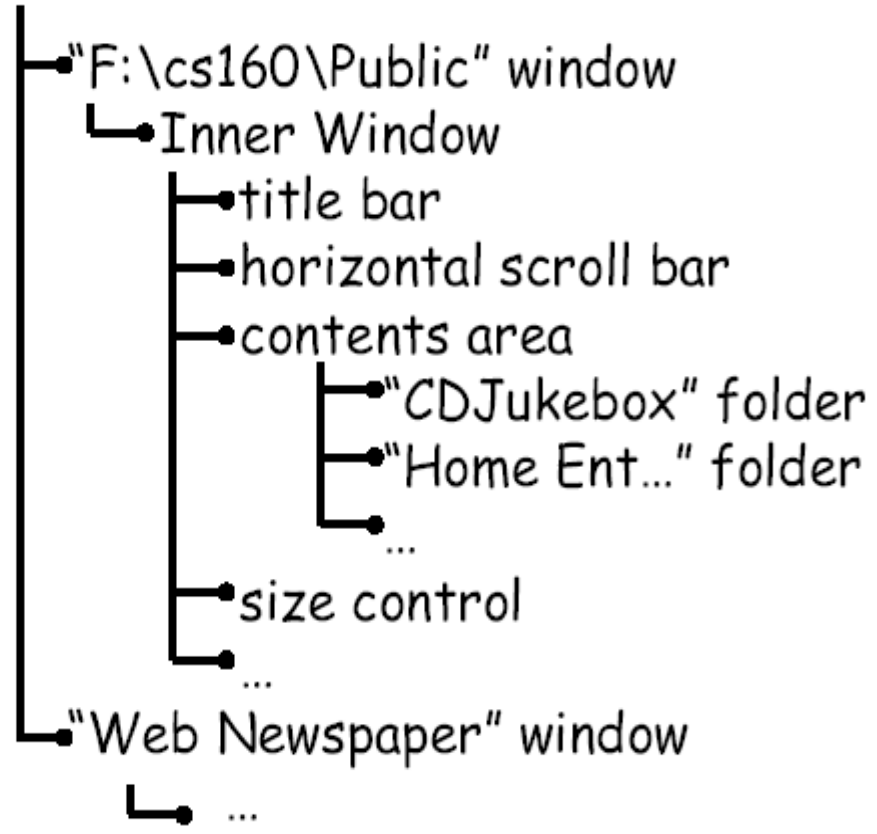 “F:\cs160\Public” window
Inner Window
title bar
horizontal scroll bar
contents area
“CDJukebox” folder
“Home Ent…” folder
…
size control
…
“Web Newspaper” window
…